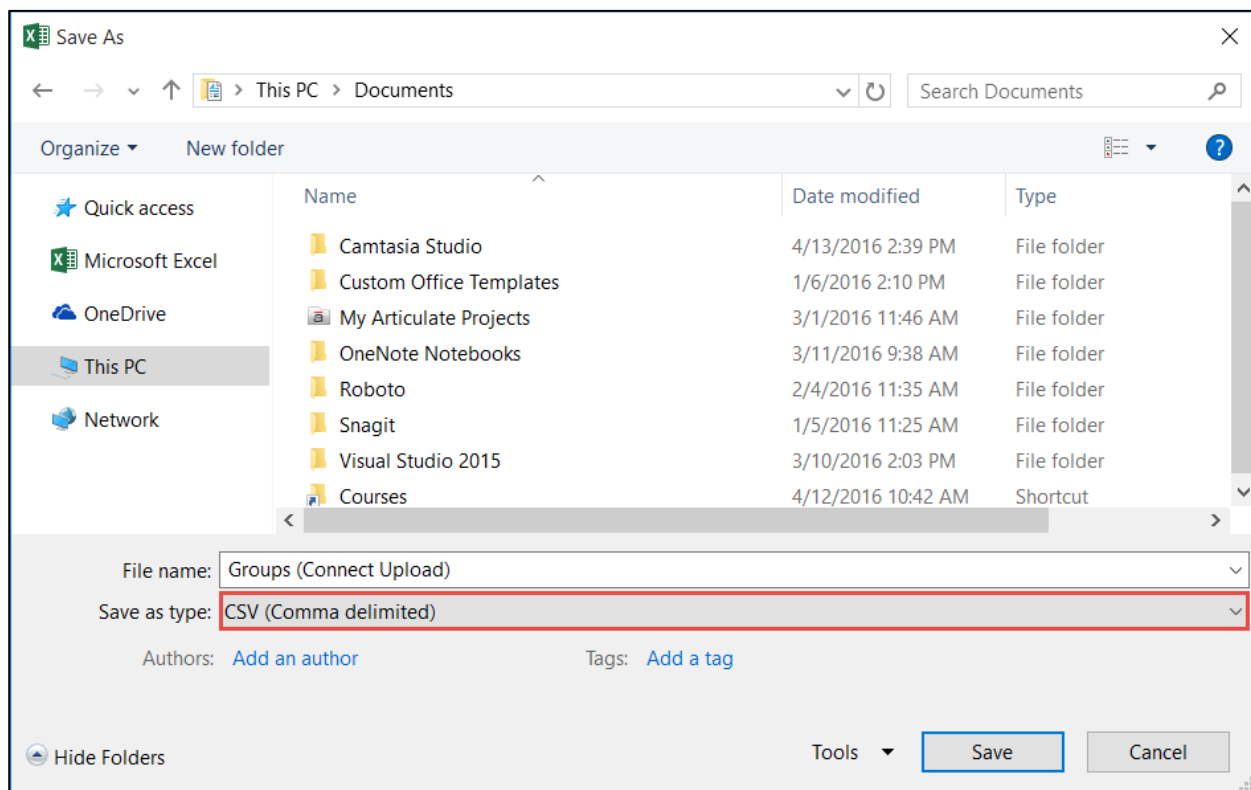 Save As
This PC > Documents
Search Documents
Organize
New folder
?
Name
Date modified
Type
Quick access
Microsoft Excel
OneDrive
This PC
Network
Camtasia Studio 4/13/2016 2:39 PM File folder
Custom Office Templates 1/6/2016 2:10 PM File folder
My Articulate Projects 3/1/2016 11:46 AM File folder
OneNote Notebooks 3/11/2016 9:38 AM File folder
Roboto 2/4/2016 11:35 AM File folder
Snagit 1/5/2016 11:25 AM File folder
Visual Studio 2015 3/10/2016 2:03 PM File folder
Courses 4/12/2016 10:42 AM Shortcut
File name: Groups (Connect Upload)
Save as type: CSV (Comma delimited)
Authors: Add an author Tags: Add a tag
Hide Folders
Tools
Save
Cancel